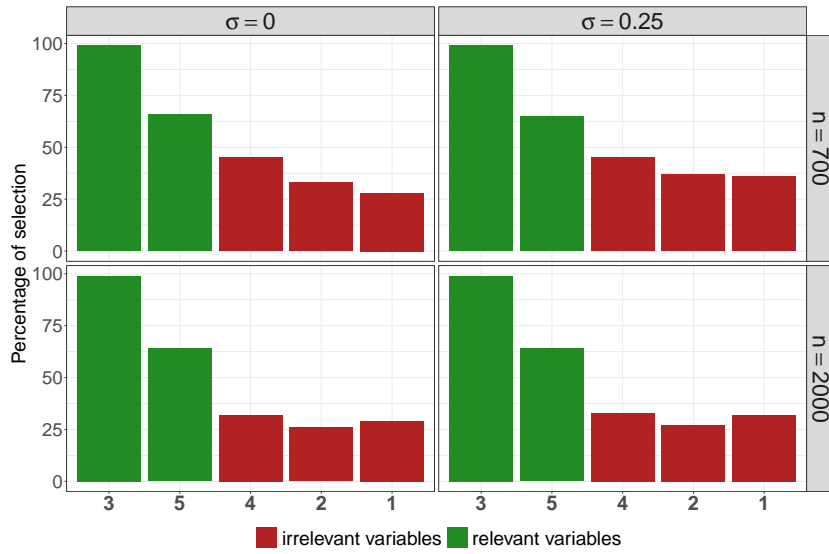 σ = 0
σ = 0.25
Percentage of selection
100
75
50
25
0
n = 700
100
75
50
25
0
n = 2000
3 5 4 2 1 3 5 4 2 1
irrelevant variables relevant variables